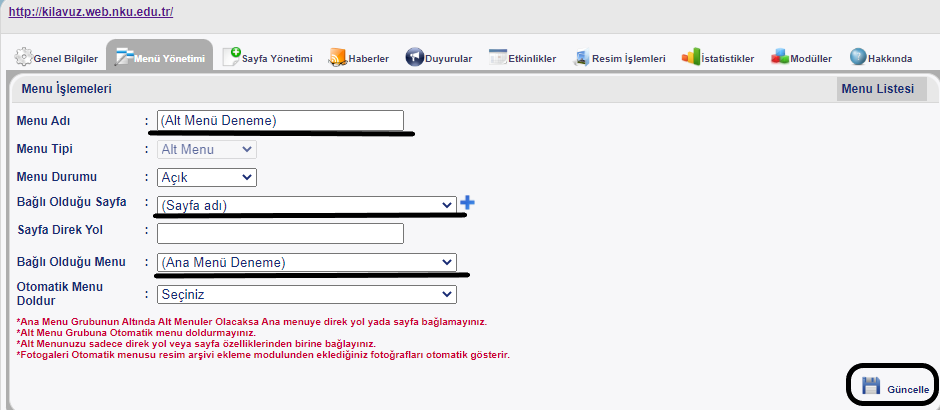 http://kilavuz.web.nku.edu.tr/
Genel Bilgiler Menü Yönetimi Sayfa Yönetimi Haberler Duyurular Etkinlikler Resim İşlemleri İstatistikler Modüller Hakkında
Menu İşlemeleri Menu Listesi
Menu Adı : (Alt Menü Deneme)
Menu Tipi : Alt Menu
Menu Durumu : Açık
Bağlı Olduğu Sayfa : (Sayfa adı)
Sayfa Direk Yol :
Bağlı Olduğu Menu : (Ana Menü Deneme)
Otomatik Menu
Doldur : Seçiniz
*Ana Menu Grubunun Altında Alt Menuler Olacaksa Ana menuye direk yol yada sayfa bağlamayınız.
*Alt Menu Grubuna Otomatik menu doldurmayınız.
*Alt Menunuzu sadece direk yol veya sayfa özelliklerinden birine bağlayınız.
*Fotogaleri Otomatik menusu resim arşivi ekleme modulunden eklediğiniz fotoğrafları otomatik gösterir.
Güncelle